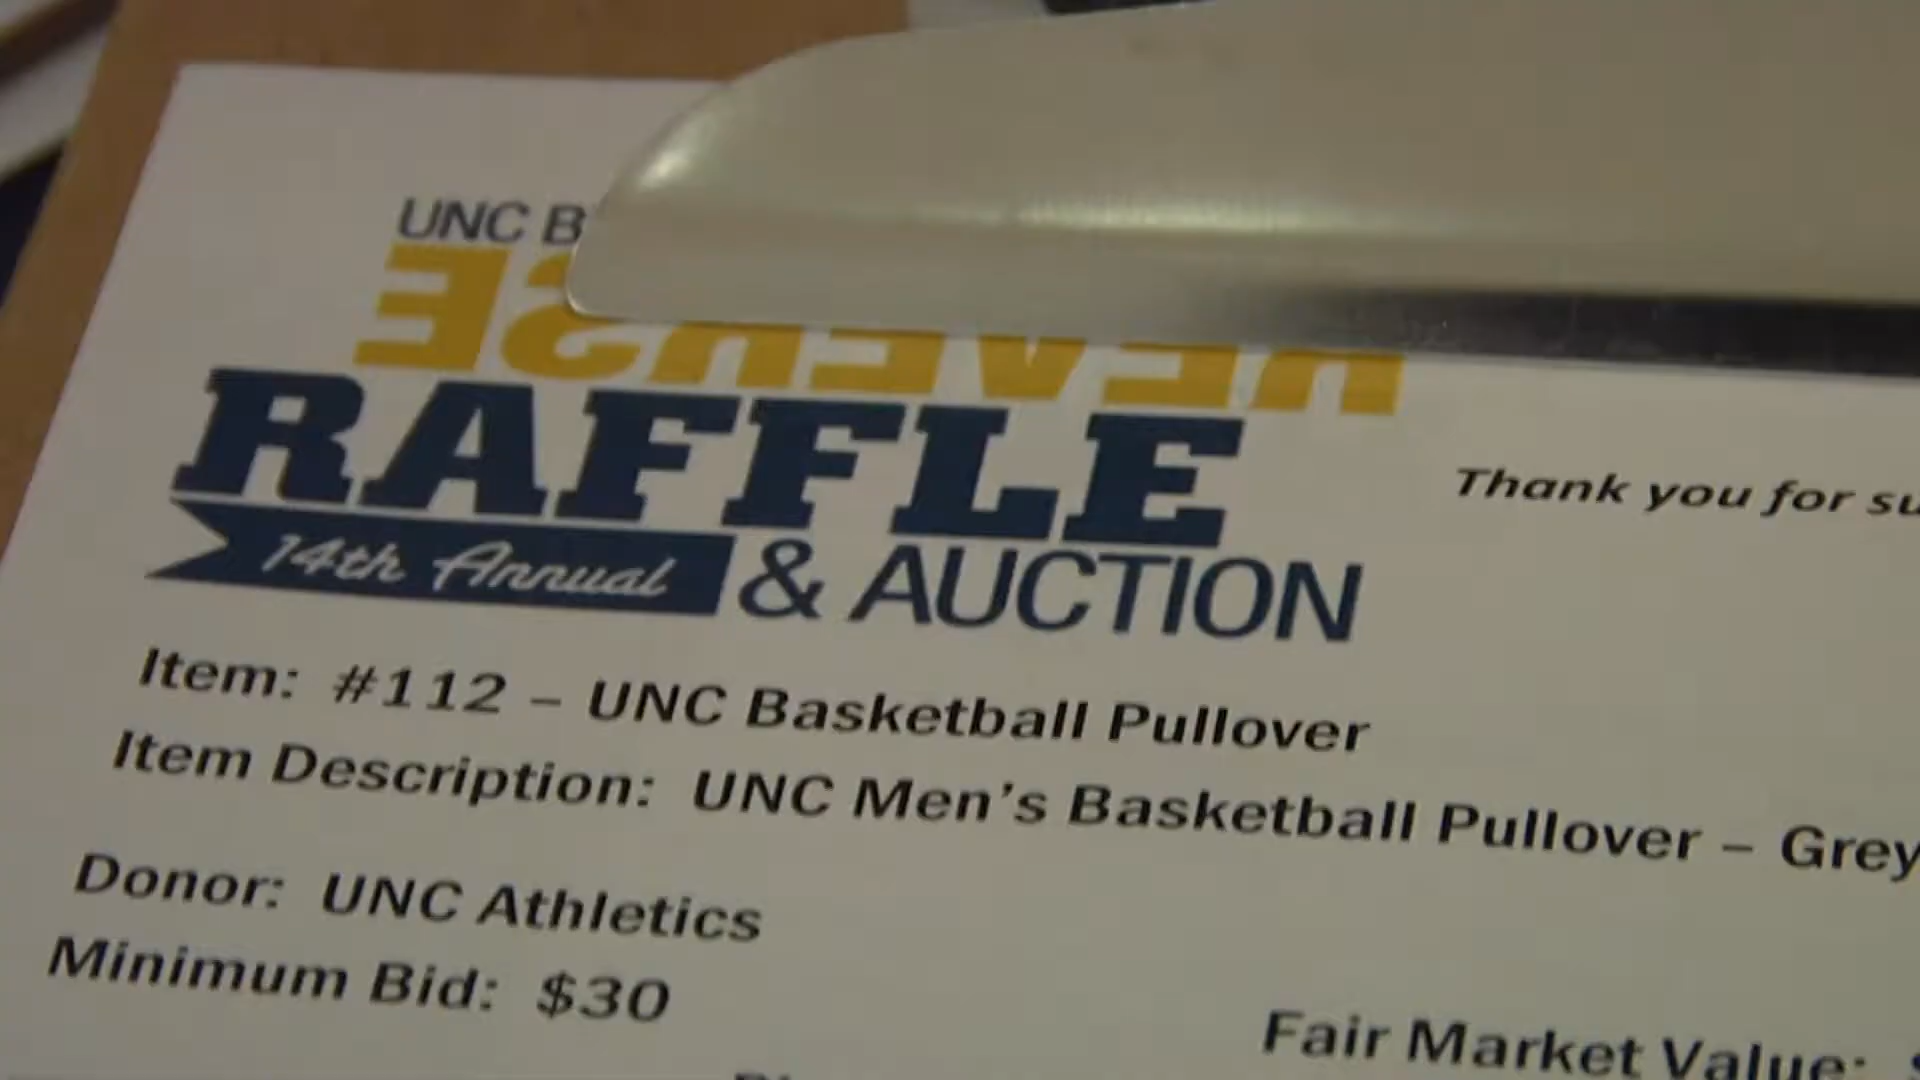 UNC
REVERSE
RAFFLE
14th Annual & AUCTION
Thank you for
Item: #112 – UNC Basketball Pullover
Item Description: UNC Men's Basketball Pullover – Grey
Donor: UNC Athletics
Minimum Bid: $30
Fair Market Value: